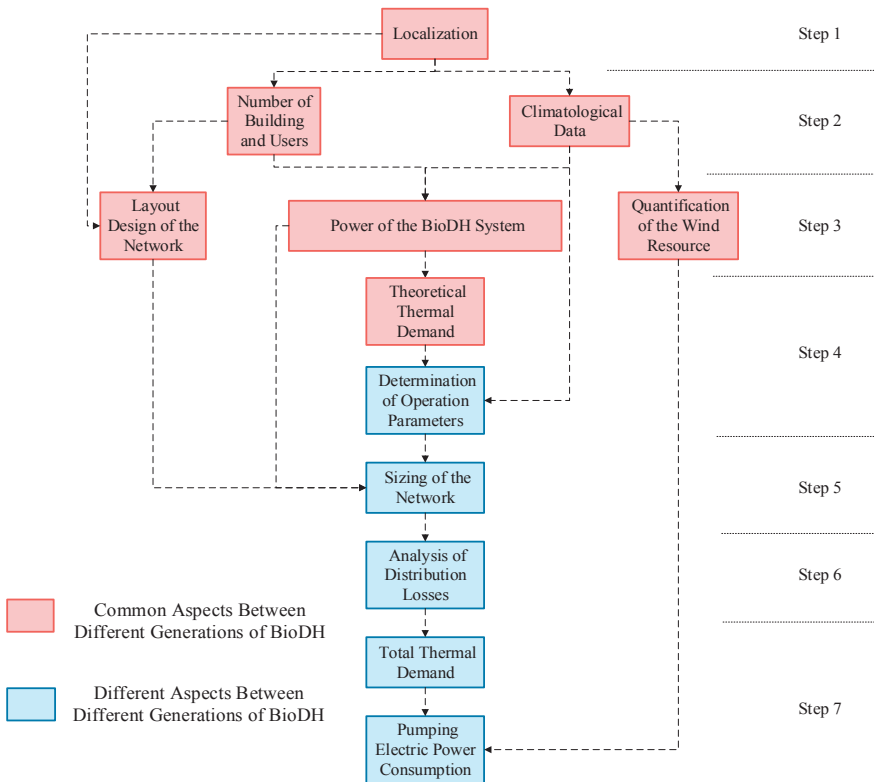 Localization
Step 1
Number of
Building
and Users
Climatological
Data
Step 2
Layout
Design of the
Network
Power of the BioDH System
Quantification
of the Wind
Resource
Step 3
Theoretical
Thermal
Demand
Step 4
Determination
of Operation
Parameters
Sizing of the
Network
Step 5
Analysis of
Distribution
Losses
Step 6
Common Aspects Between
Different Generations of BioDH
Total Thermal
Demand
Different Aspects Between
Different Generations of BioDH
Step 7
Pumping
Electric Power
Consumption